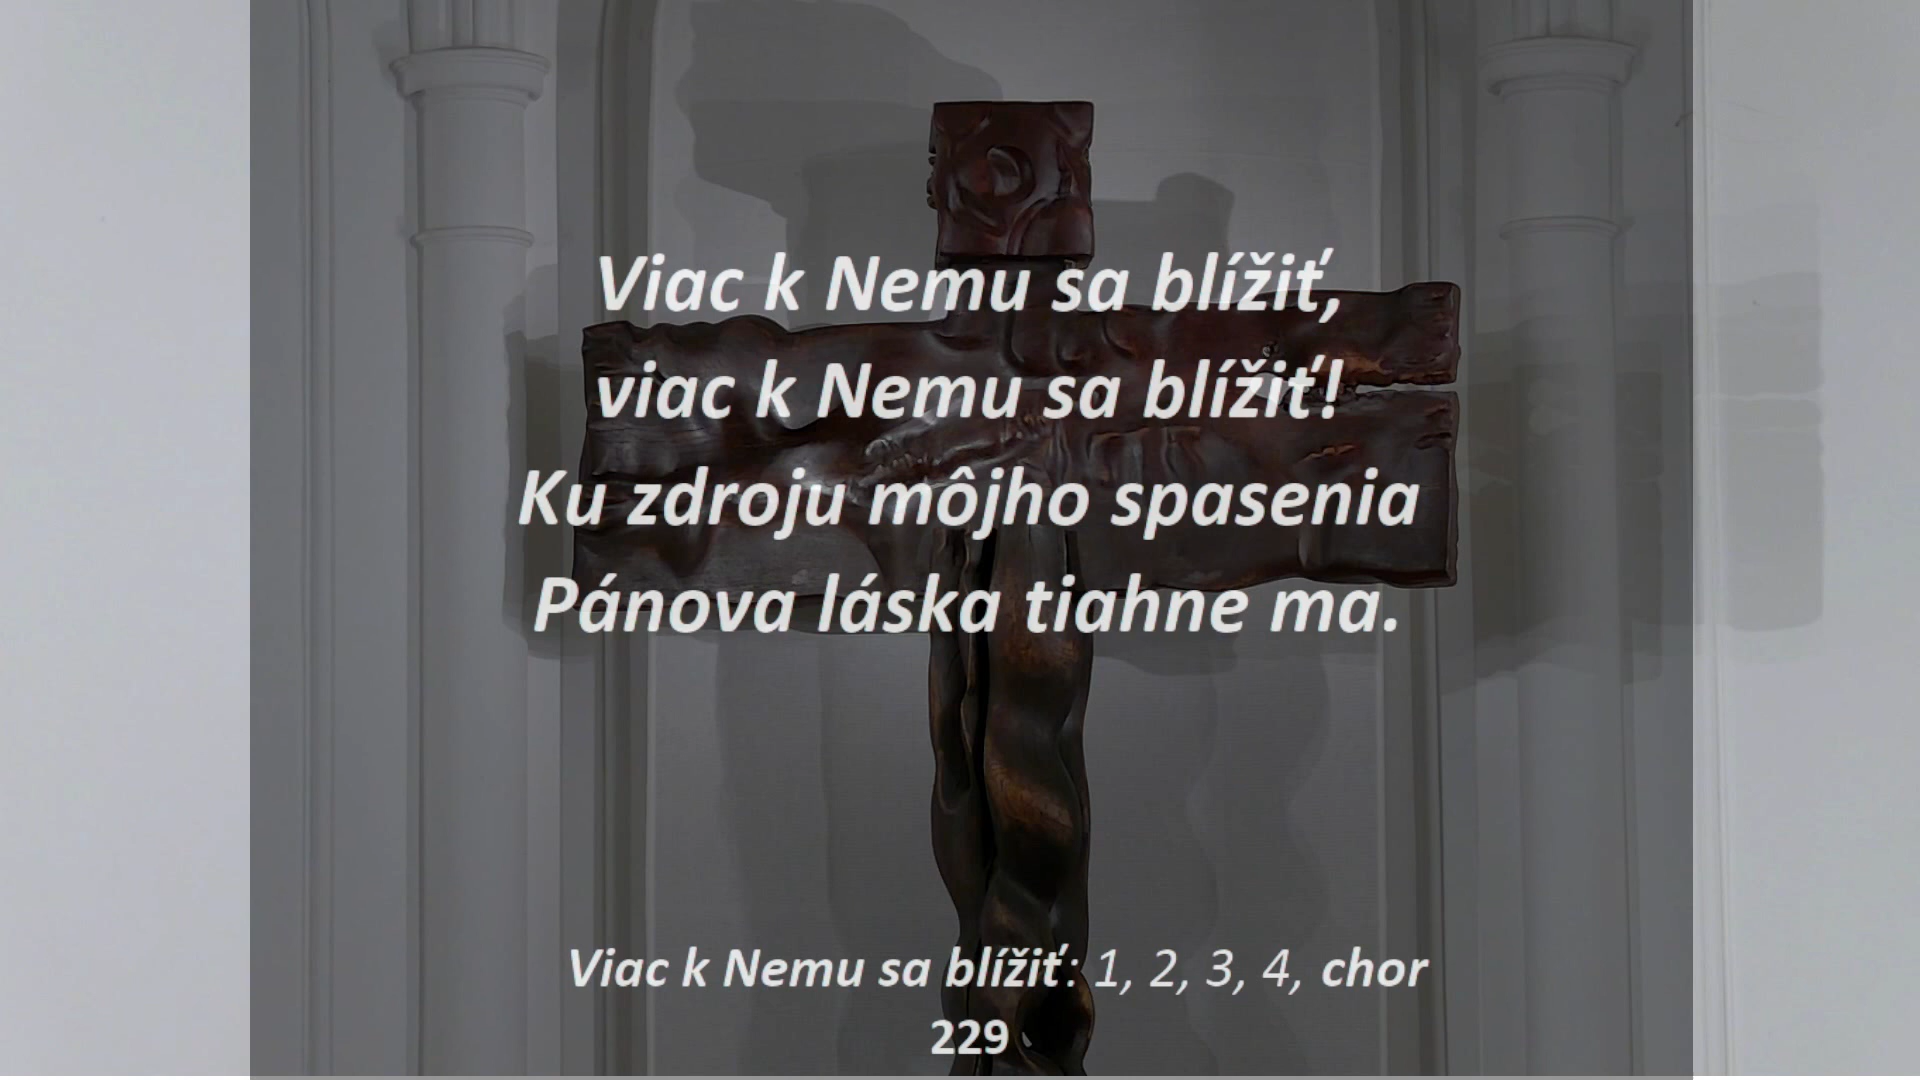 Viac k Nemu sa blížiť,
viac k Nemu sa blížiť!
Ku zdroju môjho spasenia
Pánova láska tiahne ma.
Viac k Nemu sa blížiť: 1, 2, 3, 4, chor
229